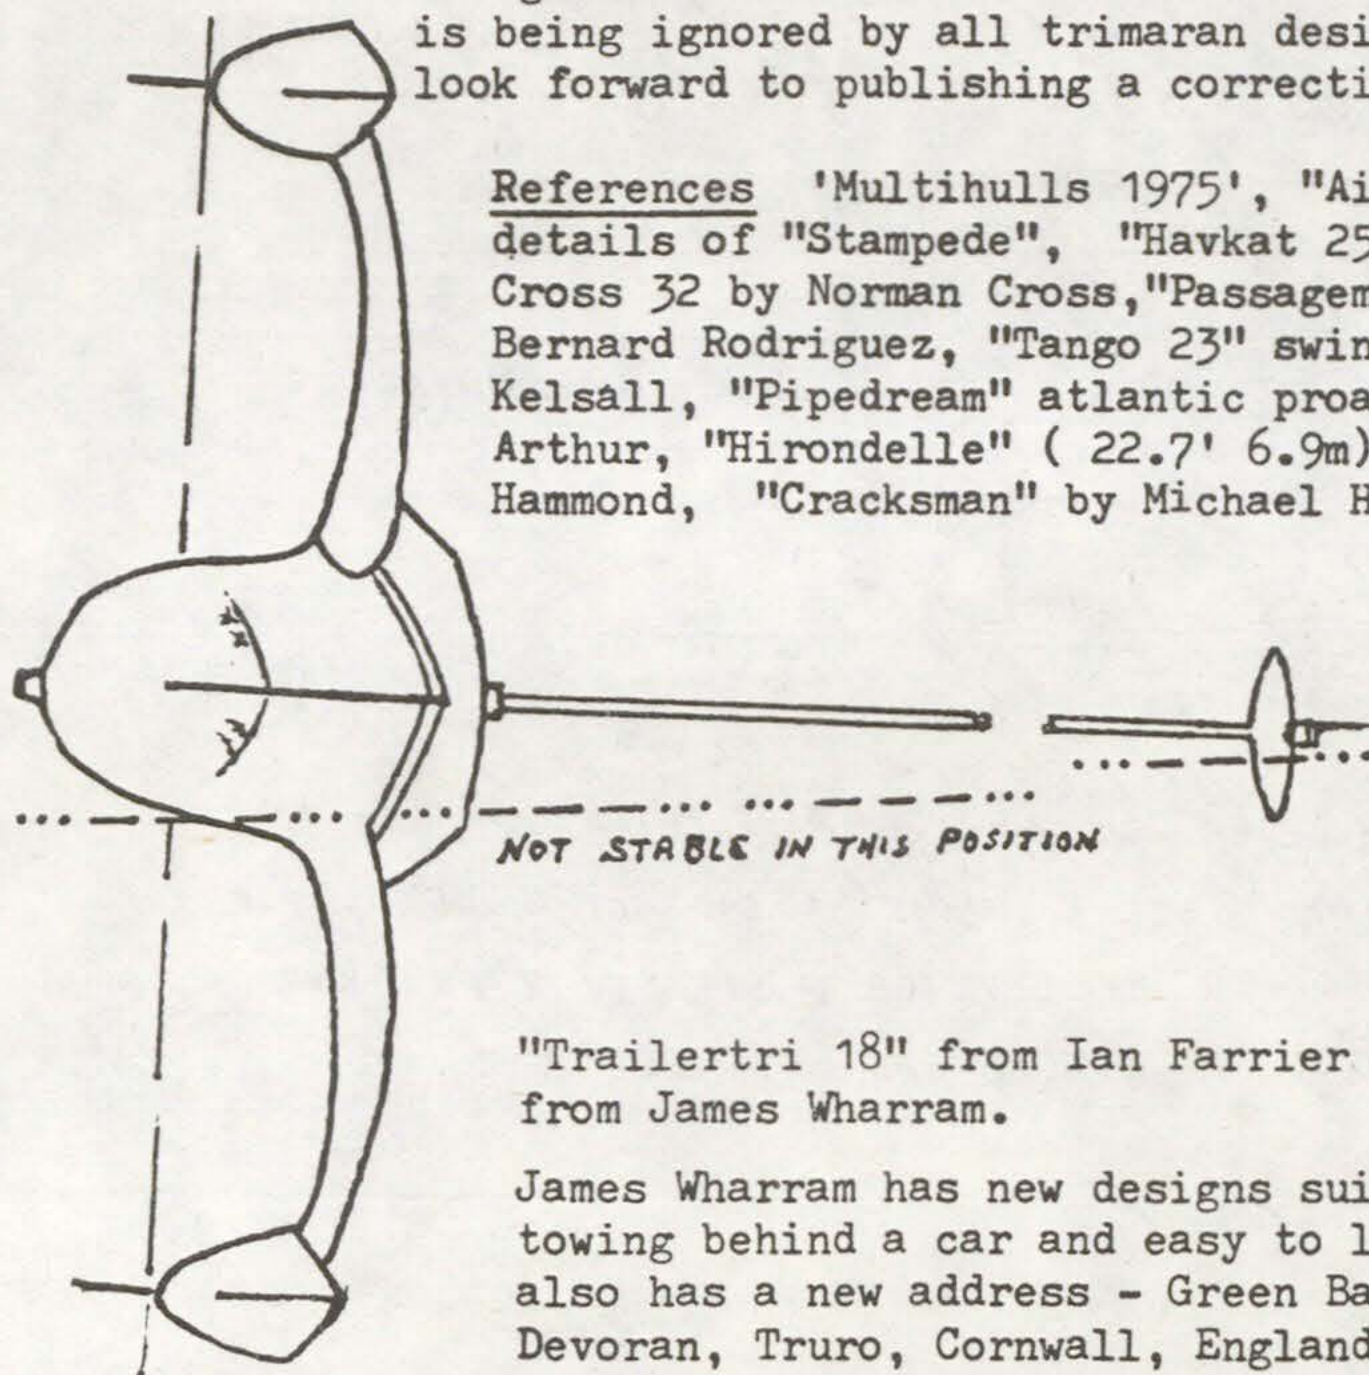 is being ignored by all trimaran desi
look forward to publishing a correcti
References 'Multihulls 1975', "Ai
details of "Stampede", "Havkat 25
Cross 32 by Norman Cross,"Passagem
Bernard Rodriguez, "Tango 23" swin
Kelsall, "Pipedream" atlantic proa
Arthur, "Hirondelle" ( 22.7' 6.9m)
Hammond, "Cracksman" by Michael H
NOT STABLE IN THIS POSITION
"Trailertri 18" from Ian Farrier
from James Wharram.
James Wharram has new designs sui
towing behind a car and easy to l
also has a new address - Green Ba
Devoran, Truro, Cornwall, England